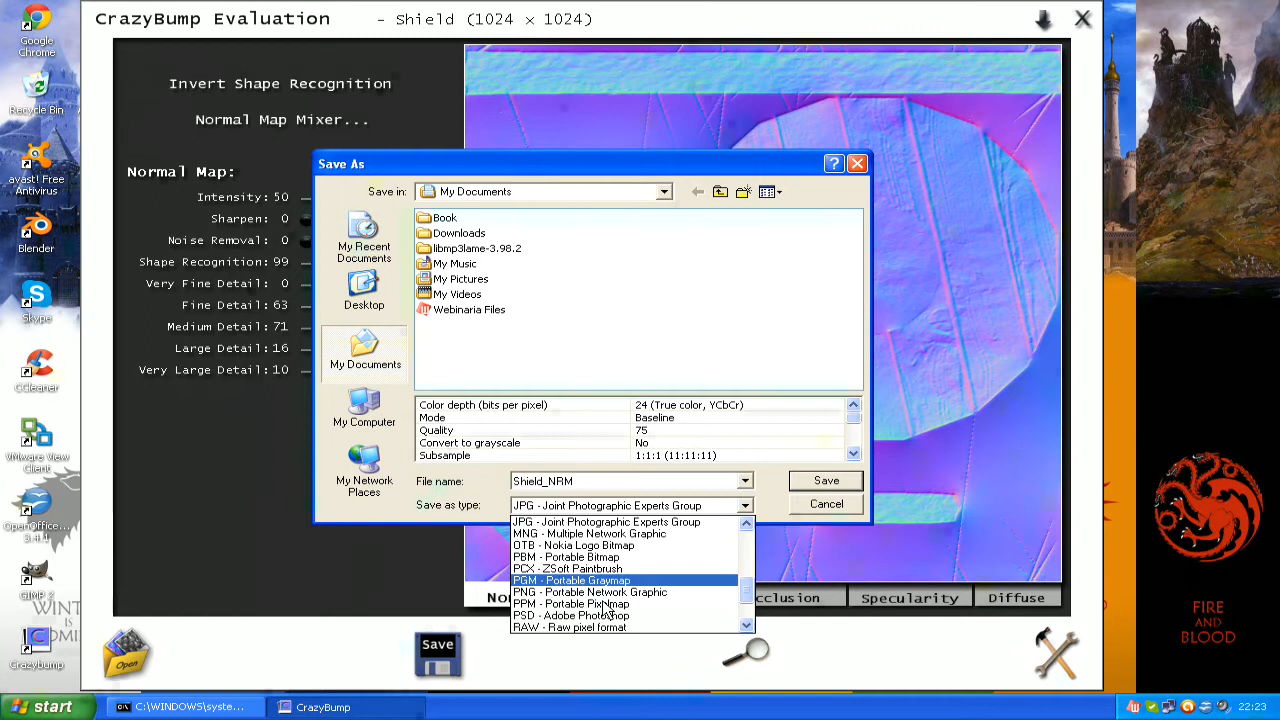 CrazyBump Evaluation - Shield (1024 x 1024)
Google
Chrome
Recycle Bin
avast! Free
Antivirus
Blender
Skype
CCleaner
VMware View
Client
OpenOffice...
3.4.1
GIMP 2
WINT
COMIN
Crazybump
Invert Shape Recognition
Normal Map Mixer...
Normal Map:
Intensity: 50
Sharpen: 0
Noise Removal: 0
Shape Recognition: 99
Very Fine Detail: 0
Fine Detail: 63
Medium Detail: 71
Large Detail: 16
Very Large Detail: 10
Save As
Save in: My Documents
My Recent
Documents
Desktop
My Documents
My Computer
My Network
Places
Book
Downloads
libmp3lame-3.98.2
My Music
My Pictures
My Videos
Webinaria Files
Color depth (bits per pixel) 24 (True color, YCbCr)
Mode Baseline
Quality 75
Convert to grayscale No
Subsample 1:1:1 (11:11:11)
File name: Shield_NRM Save
Save as type: JPG - Joint Photographic Experts Group Cancel
JPG - Joint Photographic Experts Group
MNG - Multiple Network Graphic
OTB - Nokia Logo Bitmap
PBM - Portable Bitmap
PCX - ZSoft Paintbrush
PGM - Portable Graymap
PNG - Portable Network Graphic
PPM - Portable PixMap
PSD - Adobe Photoshop
RAW - Raw pixel format
No cclusion Specularity Diffuse
Open
Save
FIRE
AND
BLOOD
start C:\WINDOWS\syste... CrazyBump 22:23